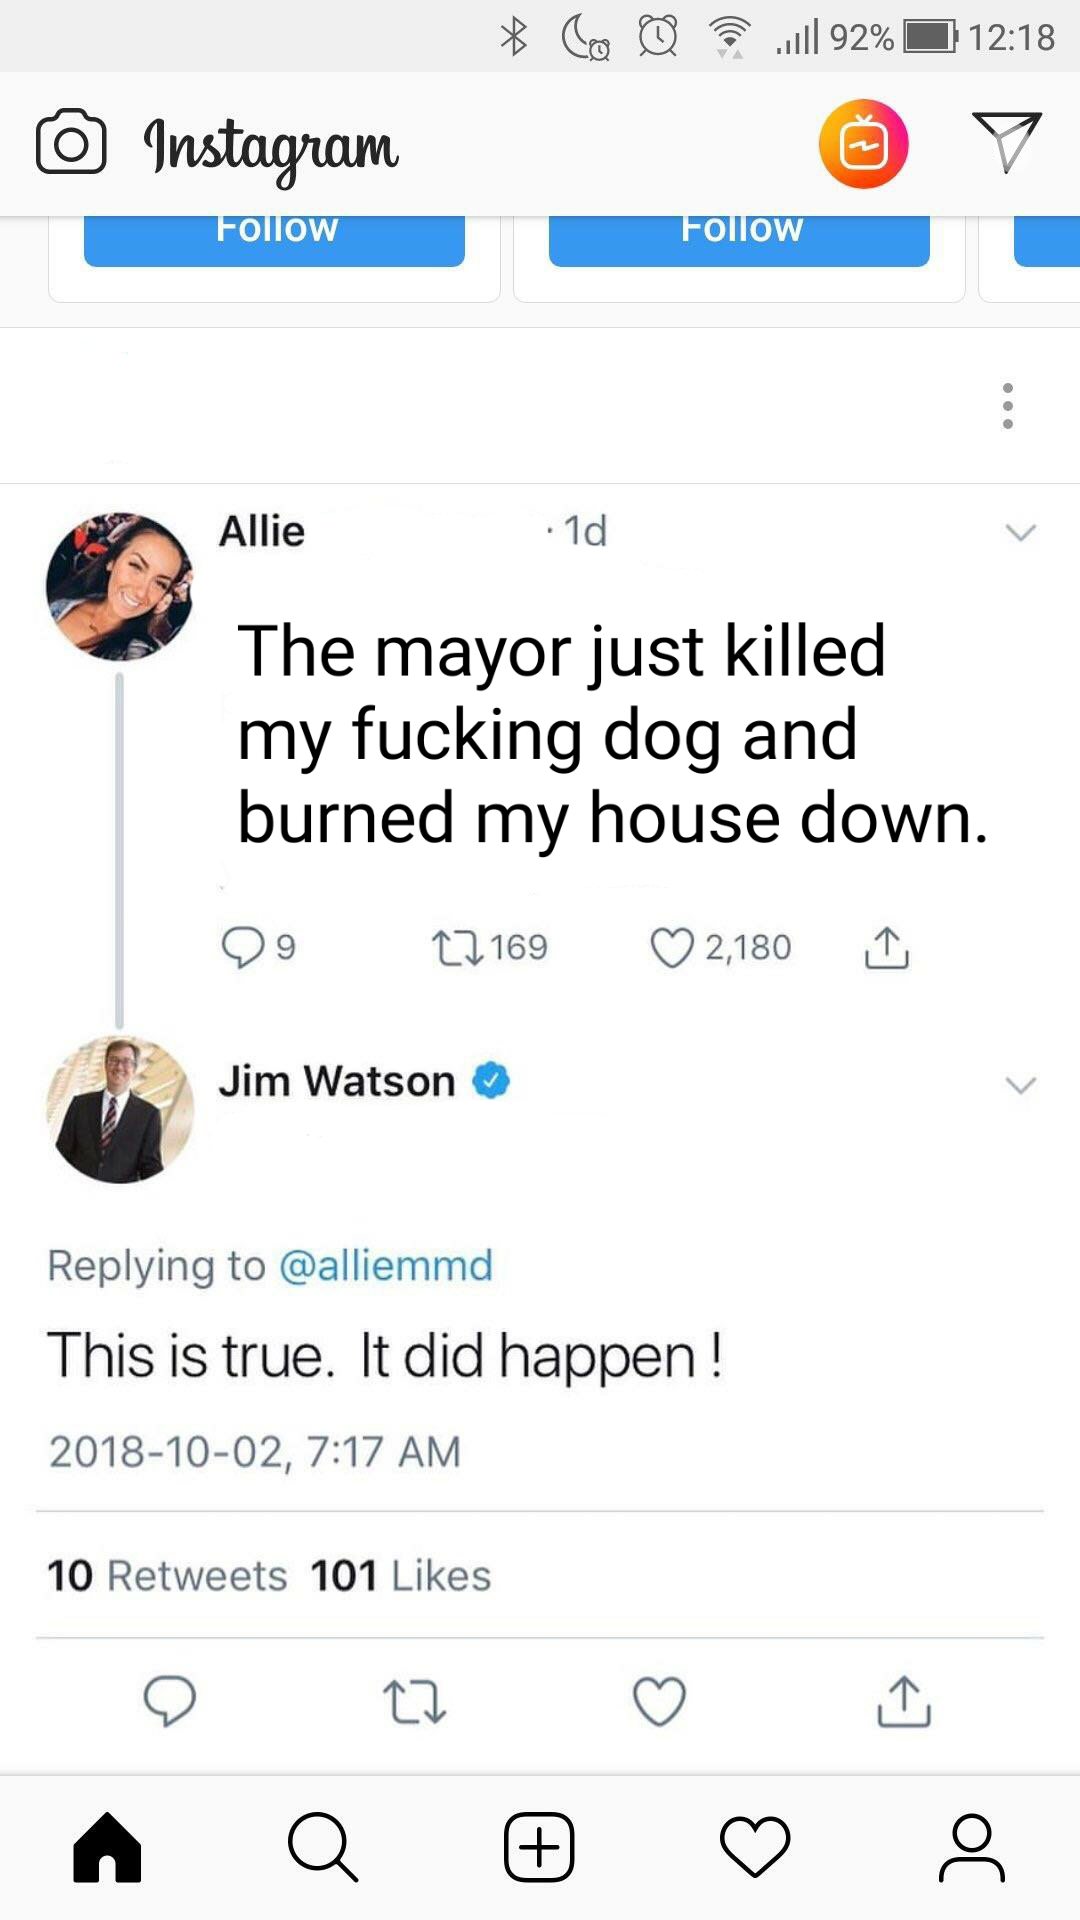 92% 12:18
Instagram
Follow Follow
Allie · 1d
The mayor just killed
my fucking dog and
burned my house down.
9 169 2,180
Jim Watson
Replying to @alliemmd
This is true. It did happen !
2018-10-02, 7:17 AM
10 Retweets 101 Likes